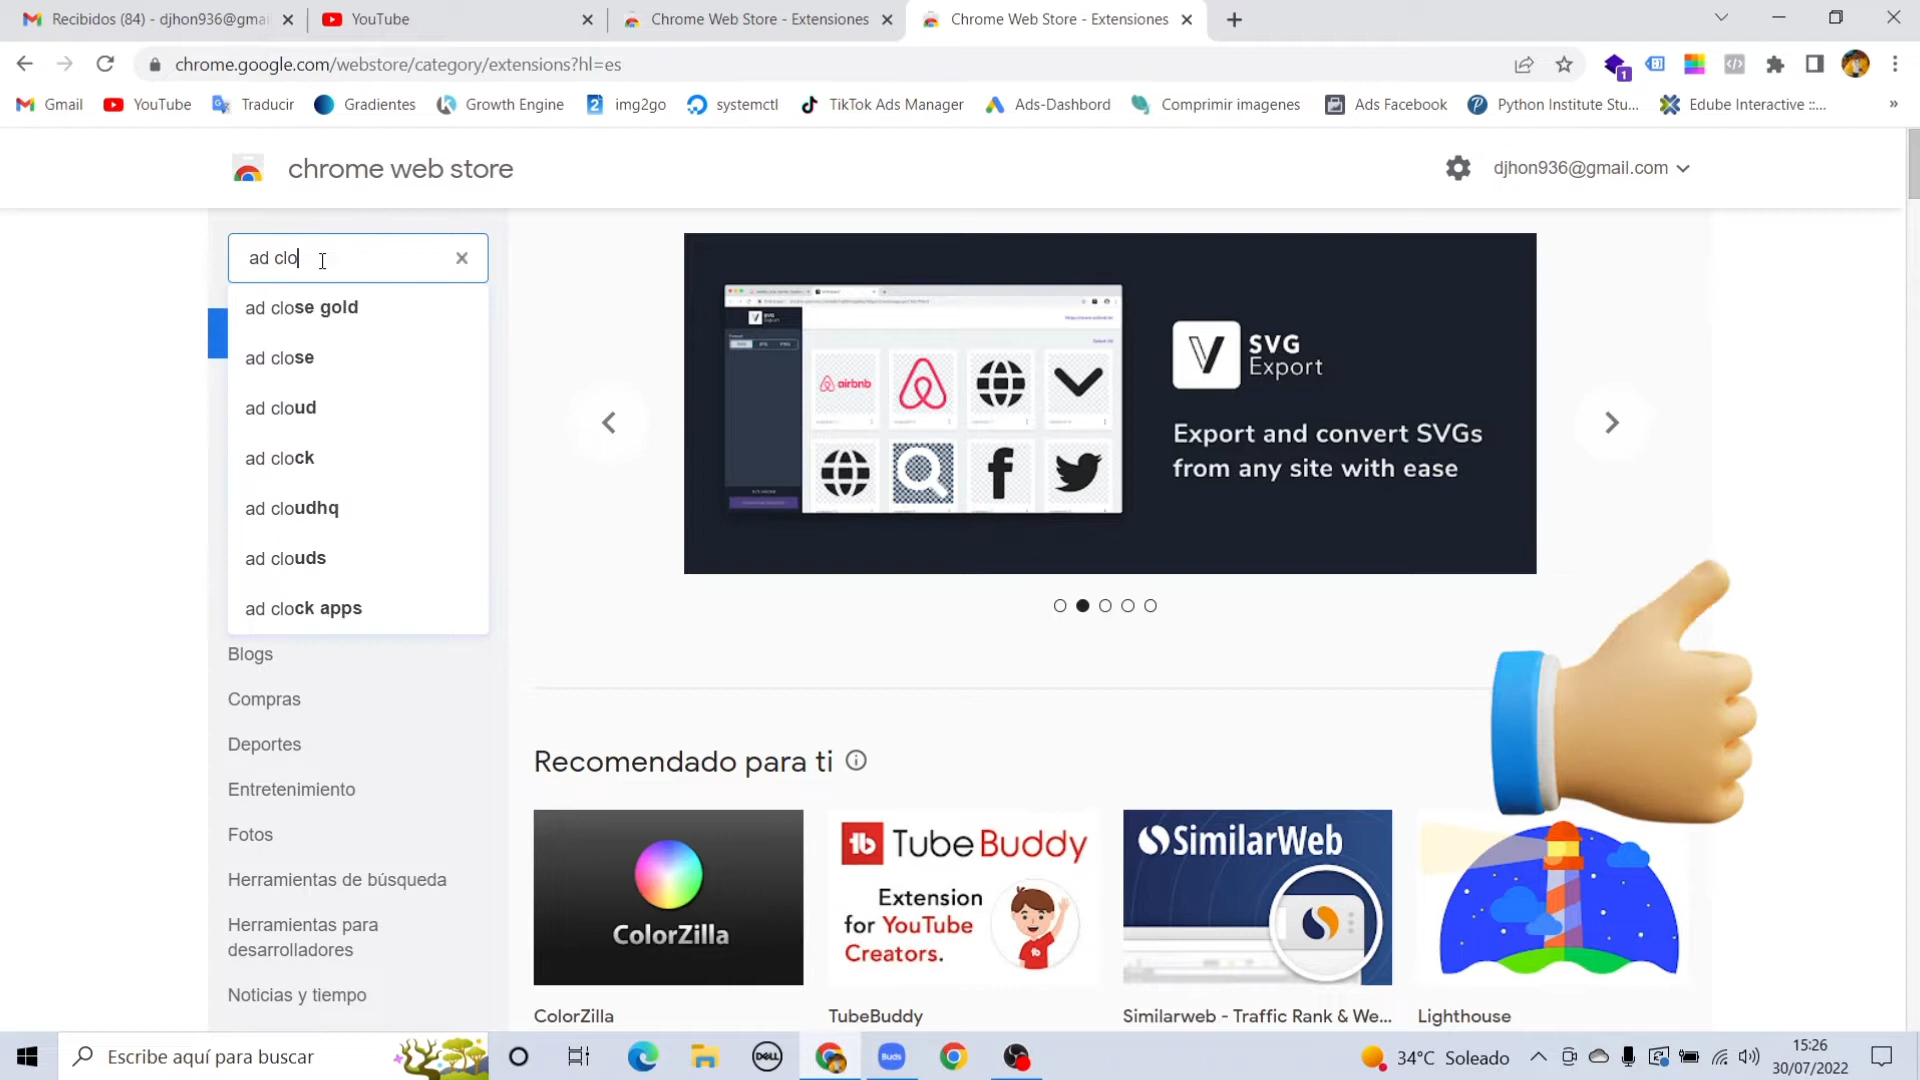 Recibidos (84) - djhon936@gmai
YouTube
Chrome Web Store - Extensiones
Chrome Web Store - Extensiones
chrome.google.com/webstore/category/extensions?hl=es
1
Gmail
YouTube
Traducir
Gradientes
Growth Engine
img2go
systemctl
TikTok Ads Manager
Ads-Dashbord
Comprimir imagenes
Ads Facebook
Python Institute Stu...
Edube Interactive ::...
»
chrome web store
djhon936@gmail.com
ad clo
ad close gold
ad close
ad cloud
ad clock
ad cloudhq
ad clouds
ad clock apps
Blogs
Compras
Deportes
Entretenimiento
Fotos
Herramientas de búsqueda
Herramientas para
desarrolladores
Noticias y tiempo
airbnb
SVG
Export
Export and convert SVGs
from any site with ease
Recomendado para ti
ColorZilla
TubeBuddy
Extension
for YouTube
Creators.
SimilarWeb
ColorZilla
TubeBuddy
Similarweb - Traffic Rank & We...
Lighthouse
Escribe aquí para buscar
DELL
Buds
34°C Soleado
15:26
30/07/2022